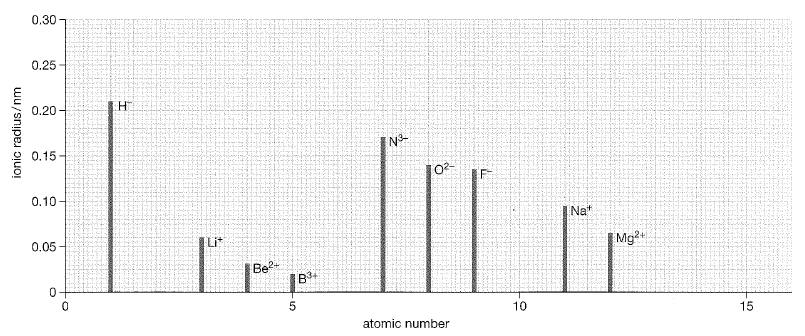 0.30
0.25
0.20
0.15
0.10
0.05
0
ionic radius/nm
H⁻
Li⁺
Be²⁺
B³⁺
N³⁻
O²⁻
F⁻
Na⁺
Mg²⁺
0 5 10 15
atomic number